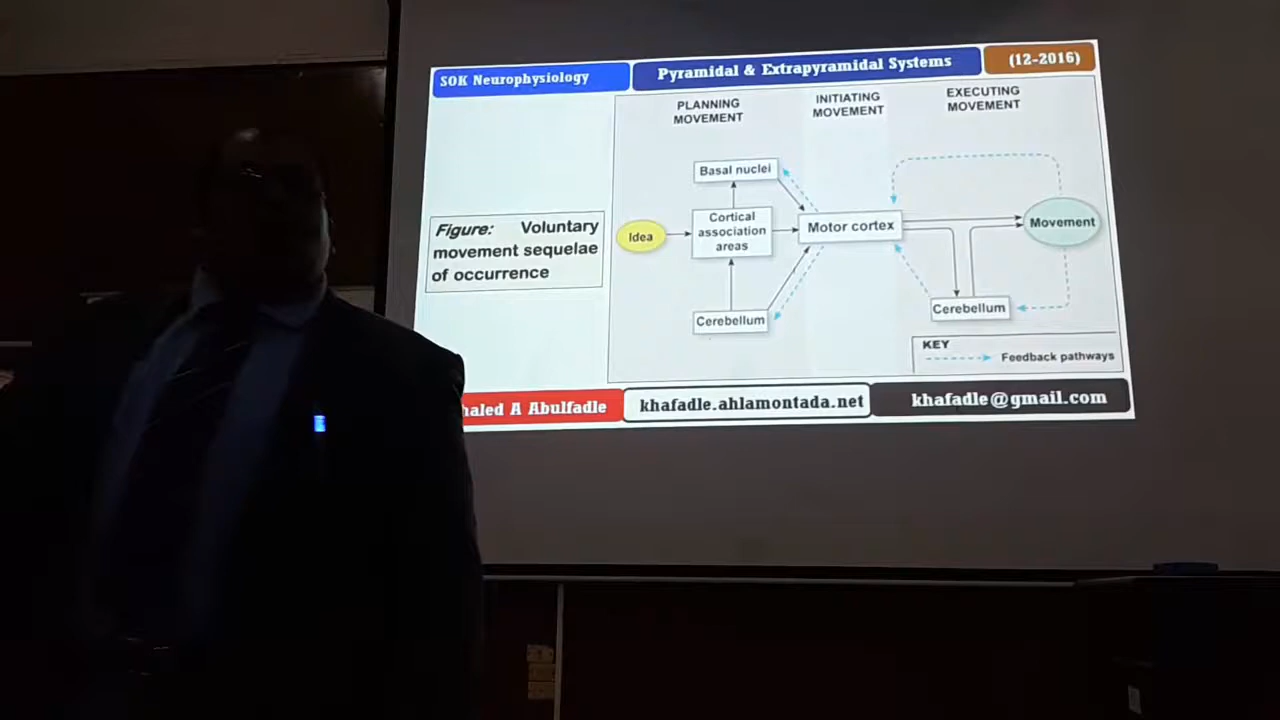 SOK Neurophysiology
Pyramidal & Extrapyramidal Systems
(12-2016)
PLANNING
MOVEMENT
INITIATING
MOVEMENT
EXECUTING
MOVEMENT
Figure: Voluntary
movement sequelae
of occurrence
Basal nuclei
Idea
Cortical
association
areas
Motor cortex
Movement
Cerebellum
Cerebellum
KEY
Feedback pathways
haled A Abulfadle
khafadle.ahlamontada.net
khafadle@gmail.com